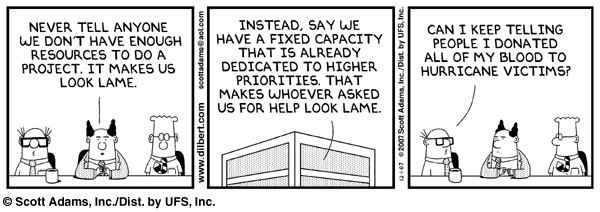 NEVER TELL ANYONE
WE DON'T HAVE ENOUGH
RESOURCES TO DO A
PROJECT. IT MAKES US
LOOK LAME.
www.dilbert.com
scottadams@aol.com
INSTEAD, SAY WE
HAVE A FIXED CAPACITY
THAT IS ALREADY
DEDICATED TO HIGHER
PRIORITIES. THAT
MAKES WHOEVER ASKED
US FOR HELP LOOK LAME.
12-1-07 © 2007 Scott Adams, Inc./Dist. by UFS, Inc.
CAN I KEEP TELLING
PEOPLE I DONATED
ALL OF MY BLOOD TO
HURRICANE VICTIMS?
© Scott Adams, Inc./Dist. by UFS, Inc.